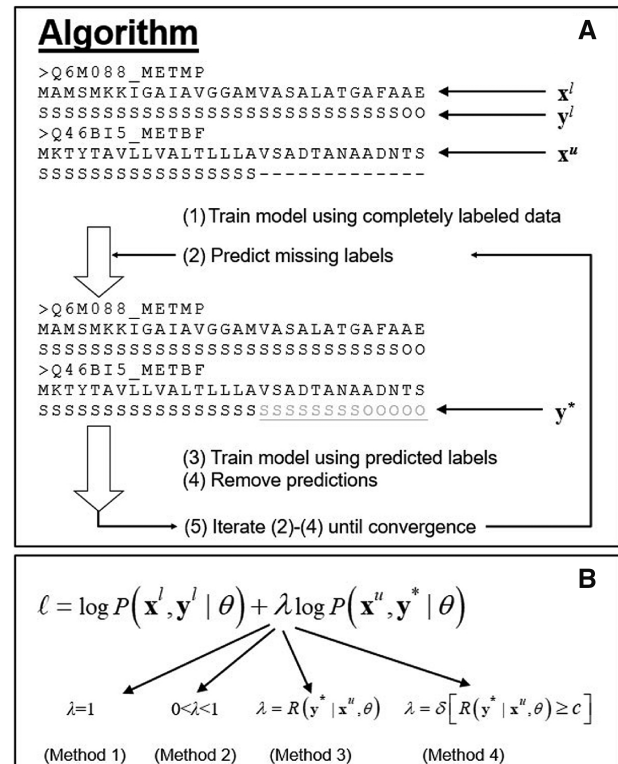 Algorithm
A
>Q6M088_METMP
MAMSMKKIGAIAVGGAMVASALATGAFAAE
x^l
SSSSSSSSSSSSSSSSSSSSSSSSSSSSOO
y^l
>Q46BI5_METBF
MKTYTAVLLVALTLLLAVSADTANAADNTS
x^u
SSSSSSSSSSSSSSSSS-------------
(1) Train model using completely labeled data
(2) Predict missing labels
>Q6M088_METMP
MAMSMKKIGAIAVGGAMVASALATGAFAAE
SSSSSSSSSSSSSSSSSSSSSSSSSSSSOO
>Q46BI5_METBF
MKTYTAVLLVALTLLLAVSADTANAADNTS
SSSSSSSSSSSSSSSSSSSSSSSSSOOOOO
y*
(3) Train model using predicted labels
(4) Remove predictions
(5) Iterate (2)-(4) until convergence
B
ℓ = log P(x^l, y^l | θ) + λ log P(x^u, y* | θ)
λ=1 0<λ<1 λ = R(y* | x^u, θ) λ = δ[R(y* | x^u, θ) ≥ c]
(Method 1) (Method 2) (Method 3) (Method 4)